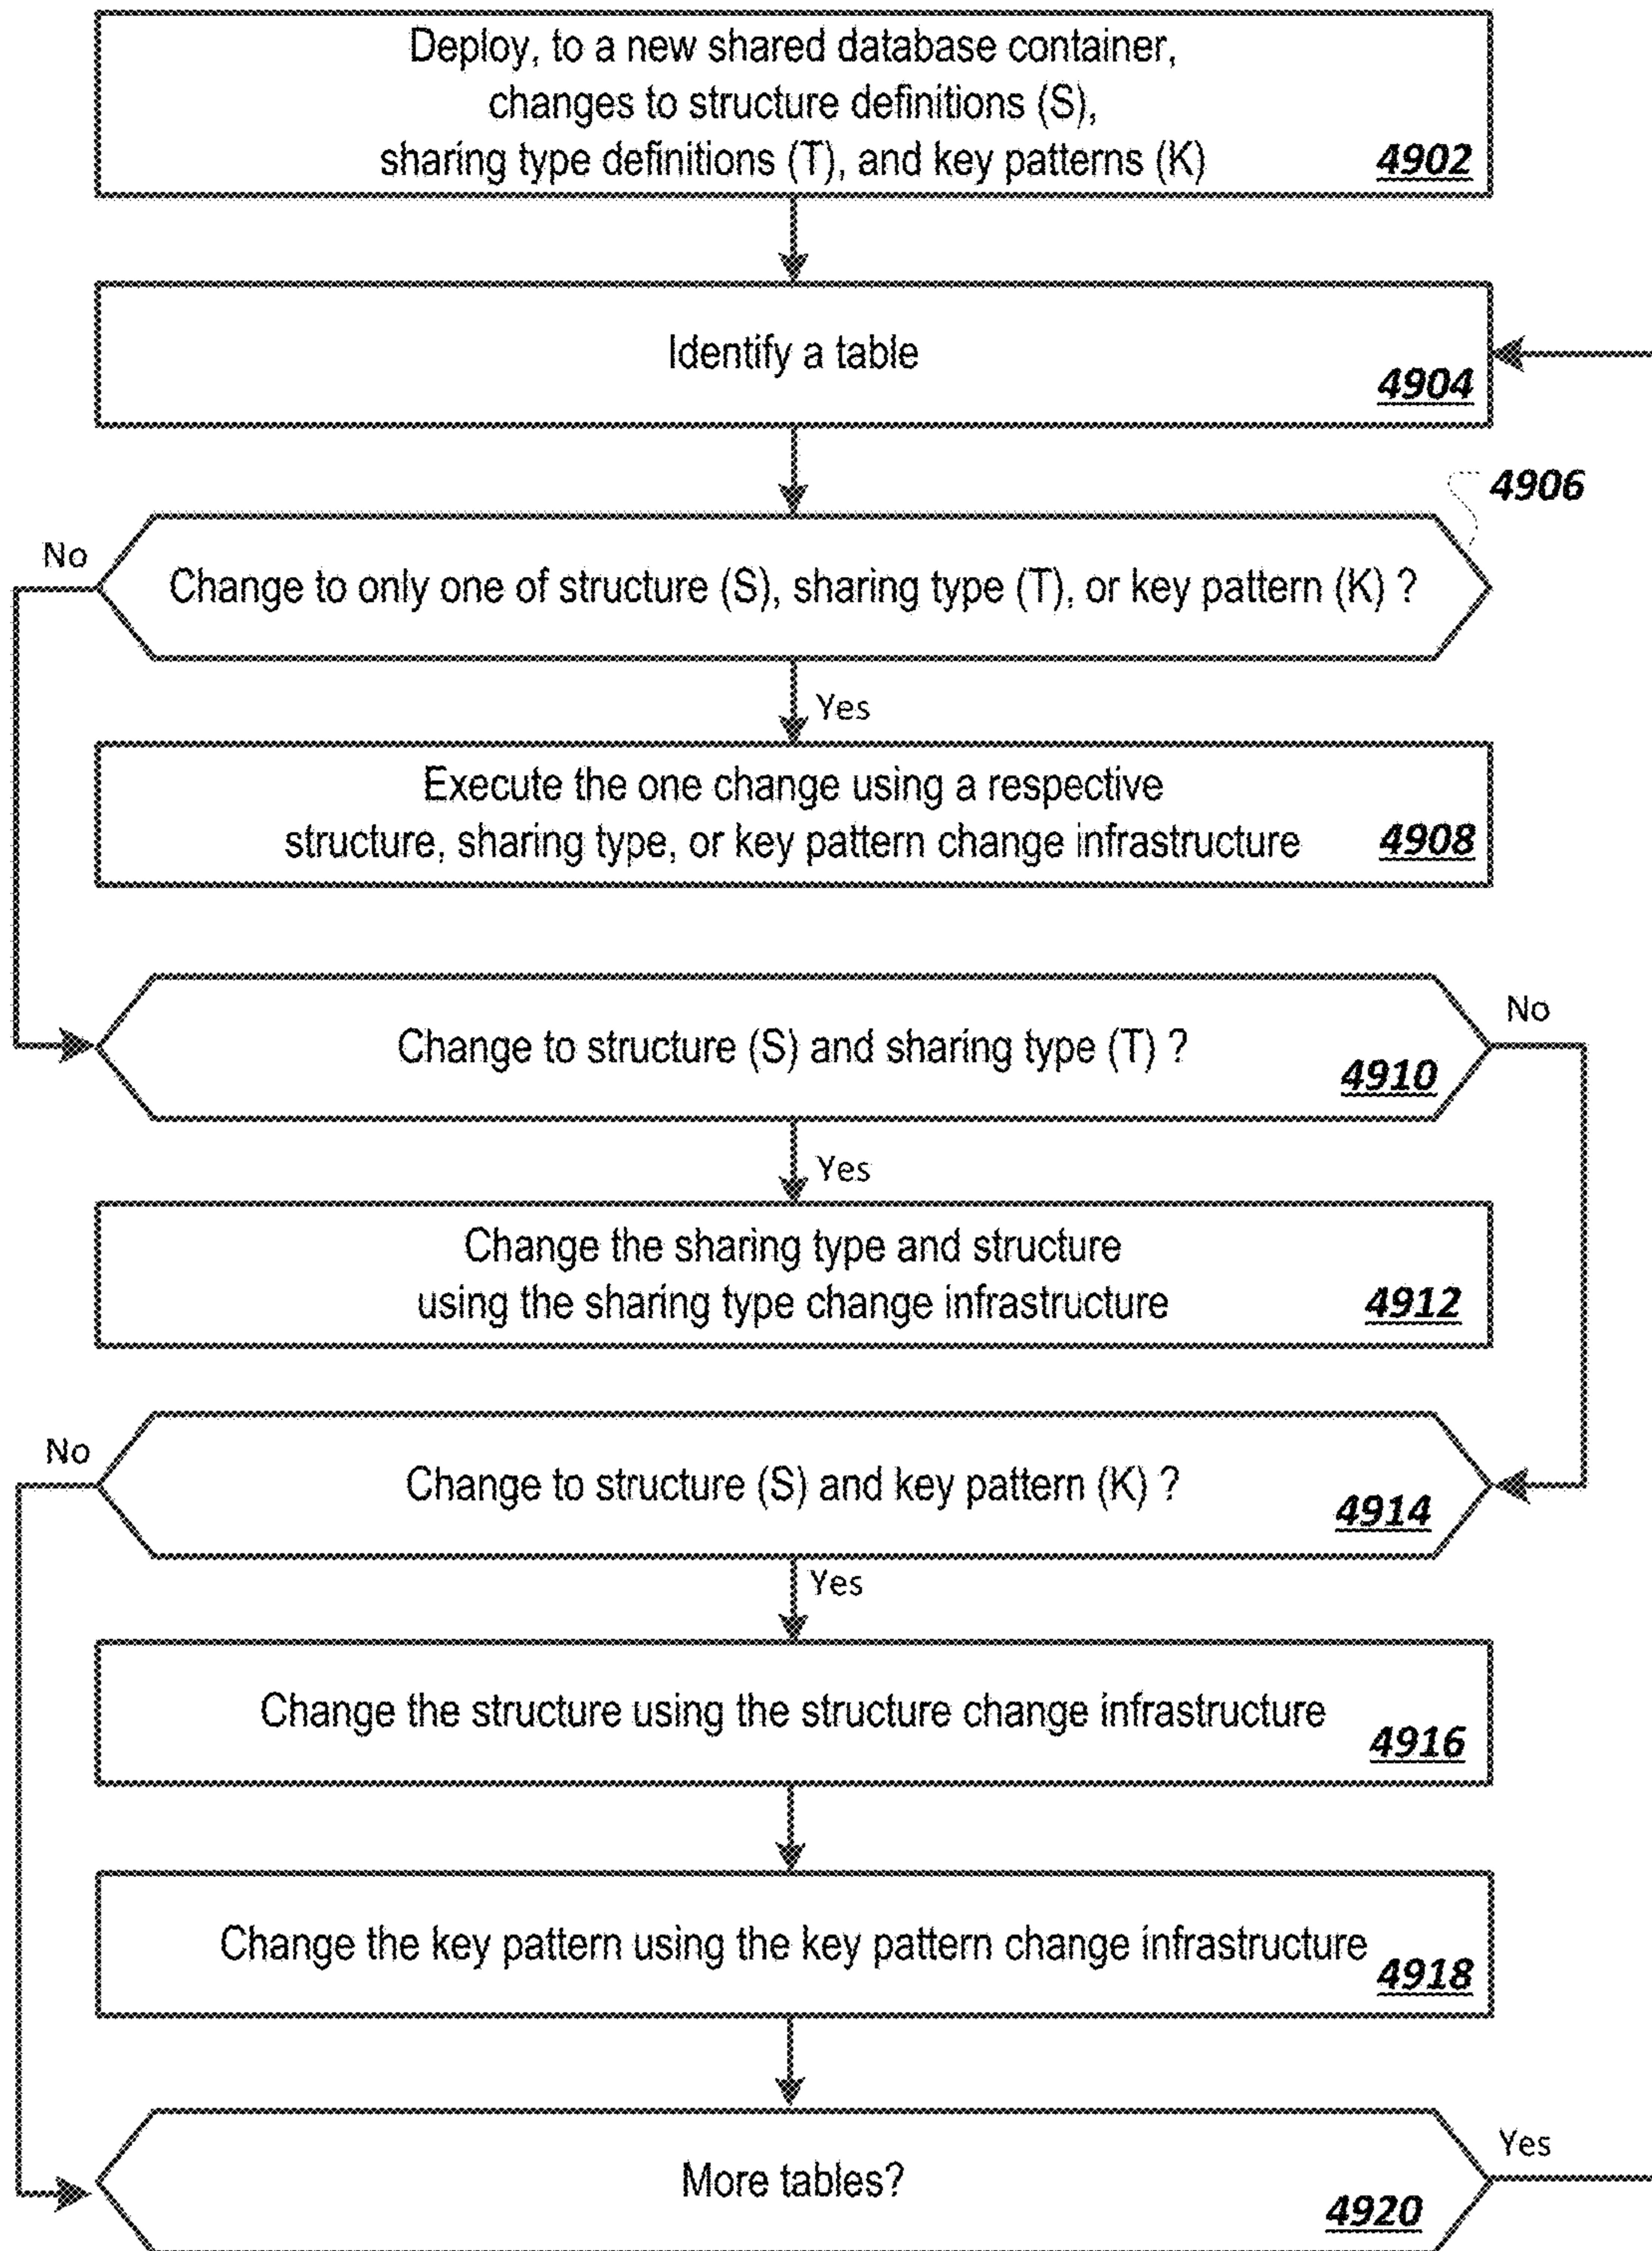 Deploy, to a new shared database container,
changes to structure definitions (S),
sharing type definitions (T), and key patterns (K)
4902
Identify a table
4904
4906
No
Change to only one of structure (S), sharing type (T), or key pattern (K) ?
Yes
Execute the one change using a respective
structure, sharing type, or key pattern change infrastructure
4908
No
Change to structure (S) and sharing type (T) ?
4910
Yes
Change the sharing type and structure
using the sharing type change infrastructure
4912
No
Change to structure (S) and key pattern (K) ?
4914
Yes
Change the structure using the structure change infrastructure
4916
Change the key pattern using the key pattern change infrastructure
4918
Yes
More tables?
4920